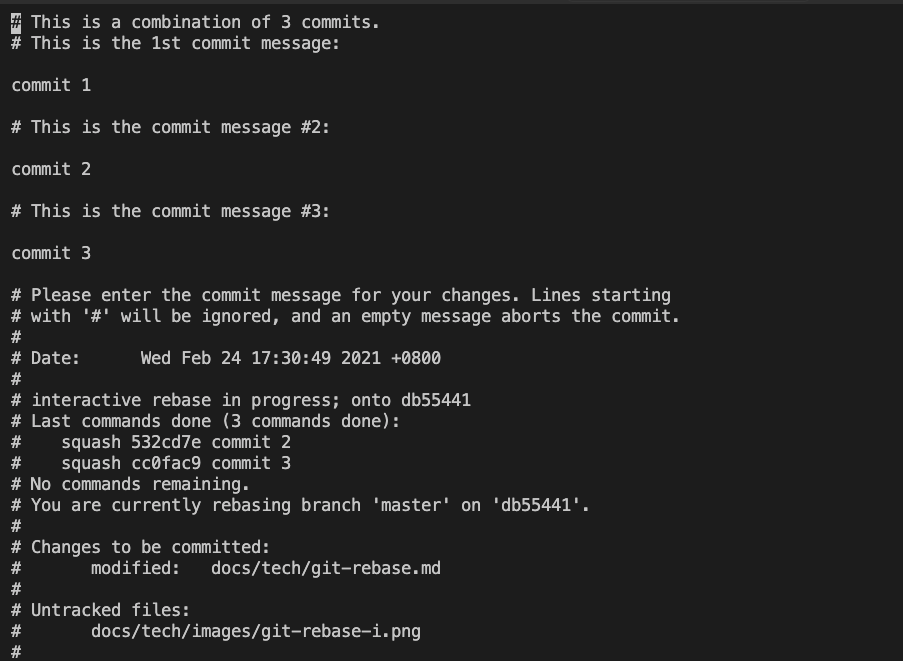 # This is a combination of 3 commits.
# This is the 1st commit message:

commit 1

# This is the commit message #2:

commit 2

# This is the commit message #3:

commit 3

# Please enter the commit message for your changes. Lines starting
# with '#' will be ignored, and an empty message aborts the commit.
#
# Date:      Wed Feb 24 17:30:49 2021 +0800
#
# interactive rebase in progress; onto db55441
# Last commands done (3 commands done):
#    squash 532cd7e commit 2
#    squash cc0fac9 commit 3
# No commands remaining.
# You are currently rebasing branch 'master' on 'db55441'.
#
# Changes to be committed:
#       modified:   docs/tech/git-rebase.md
#
# Untracked files:
#       docs/tech/images/git-rebase-i.png
#